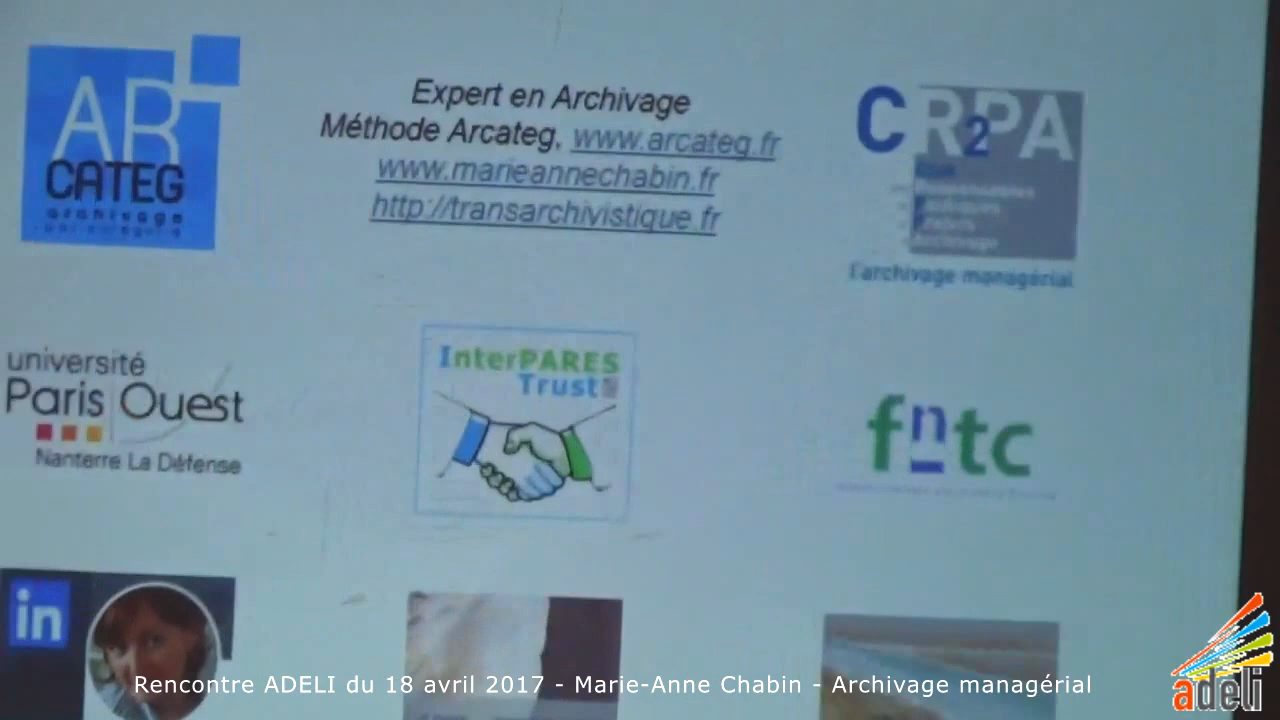 AR
CATEG
archivage
par catégorie
Expert en Archivage
Méthode Arcateg, www.arcateg.fr
www.marieannechabin.fr
http://transarchivistique.fr
CR2PA
l'archivage managérial
université
Paris Ouest
Nanterre La Défense
InterPARES
Trust
fntc
in
Rencontre ADELI du 18 avril 2017 - Marie-Anne Chabin - Archivage managérial
adeli